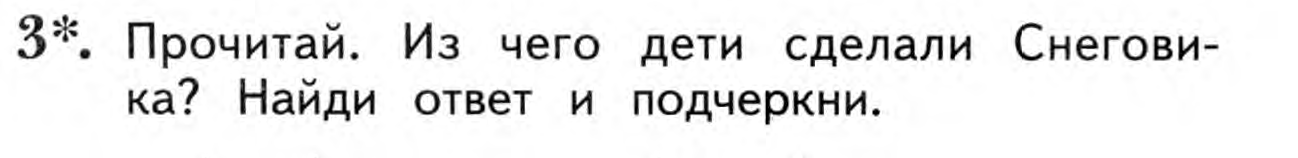 3*. Прочитай. Из чего дети сделали Снегови-
ка? Найди ответ и подчеркни.